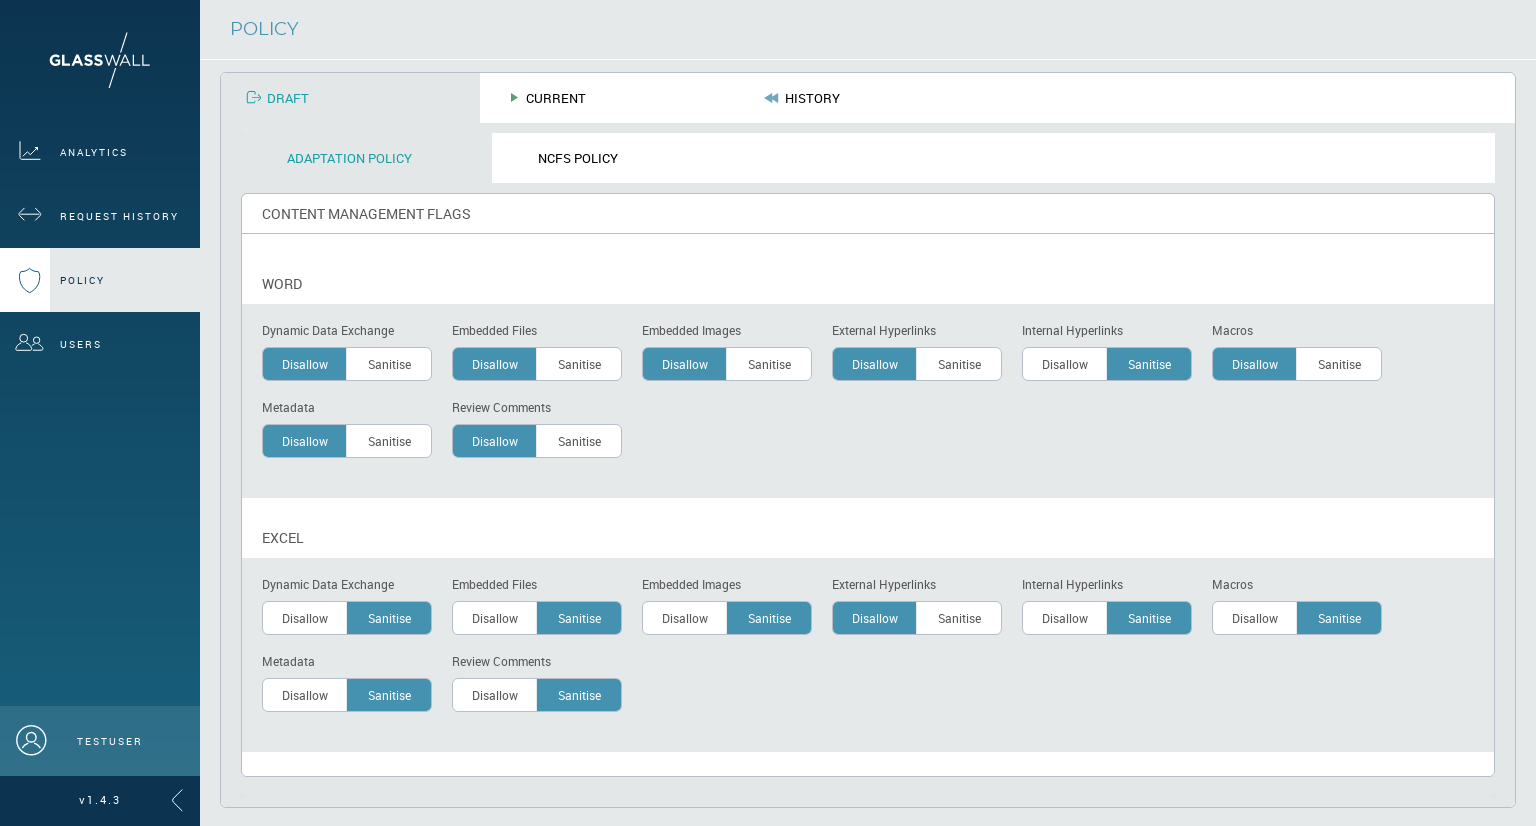 GLASSWALL
ANALYTICS
REQUEST HISTORY
POLICY
USERS
TESTUSER
v1.4.3
POLICY
DRAFT CURRENT HISTORY
ADAPTATION POLICY NCFS POLICY
CONTENT MANAGEMENT FLAGS
WORD
Dynamic Data Exchange Embedded Files Embedded Images External Hyperlinks Internal Hyperlinks Macros
Disallow Sanitise Disallow Sanitise Disallow Sanitise Disallow Sanitise Disallow Sanitise Disallow Sanitise
Metadata Review Comments
Disallow Sanitise Disallow Sanitise
EXCEL
Dynamic Data Exchange Embedded Files Embedded Images External Hyperlinks Internal Hyperlinks Macros
Disallow Sanitise Disallow Sanitise Disallow Sanitise Disallow Sanitise Disallow Sanitise Disallow Sanitise
Metadata Review Comments
Disallow Sanitise Disallow Sanitise